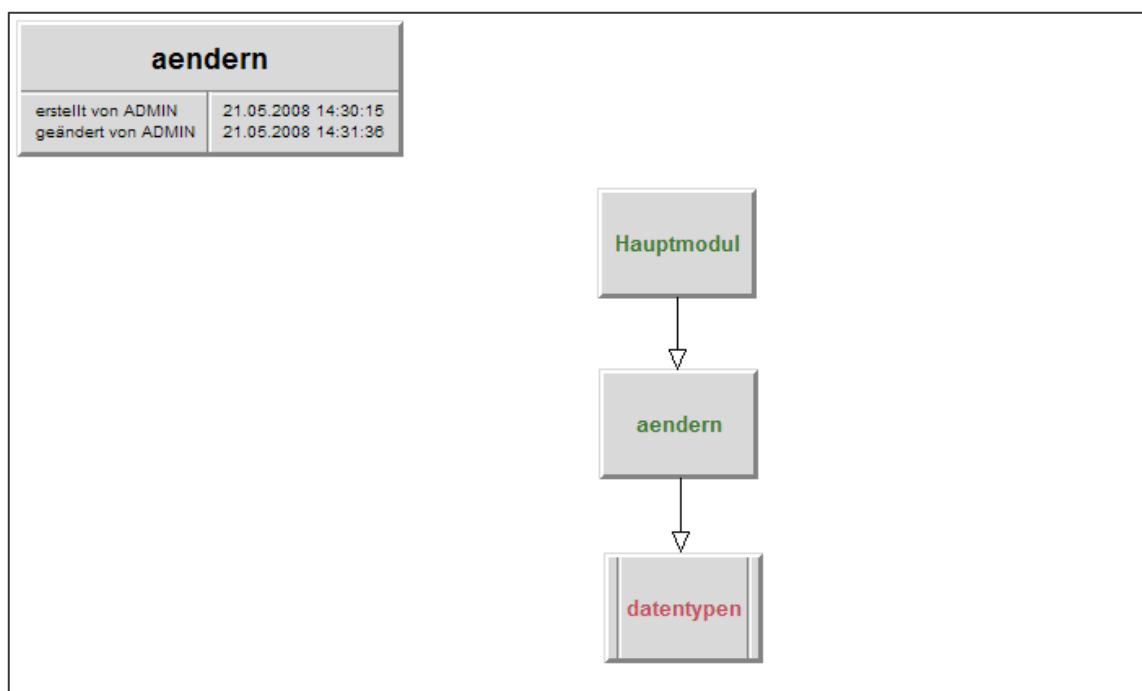 aendern
erstellt von ADMIN 21.05.2008 14:30:15
geändert von ADMIN 21.05.2008 14:31:36
Hauptmodul
aendern
datentypen